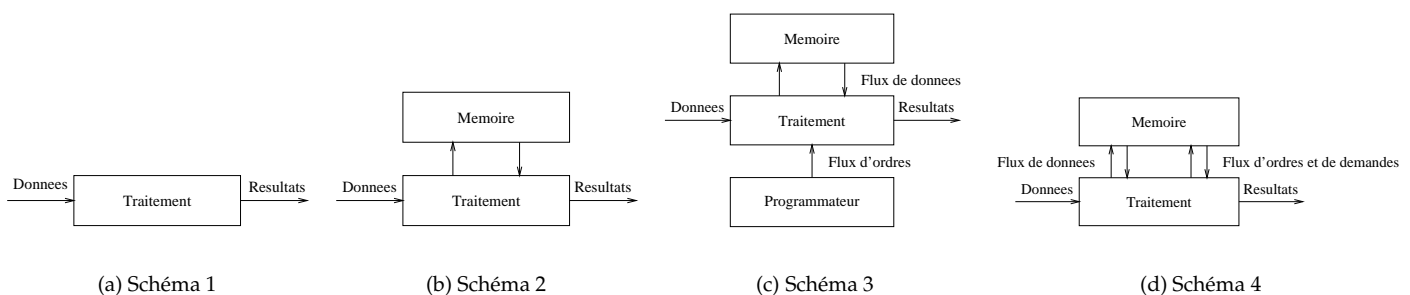 Donnees
Traitement
Resultats
(a) Schéma 1
Memoire
Donnees
Traitement
Resultats
(b) Schéma 2
Memoire
Flux de donnees
Donnees
Traitement
Resultats
Flux d'ordres
Programmateur
(c) Schéma 3
Memoire
Flux de donnees
Flux d'ordres et de demandes
Donnees
Traitement
Resultats
(d) Schéma 4